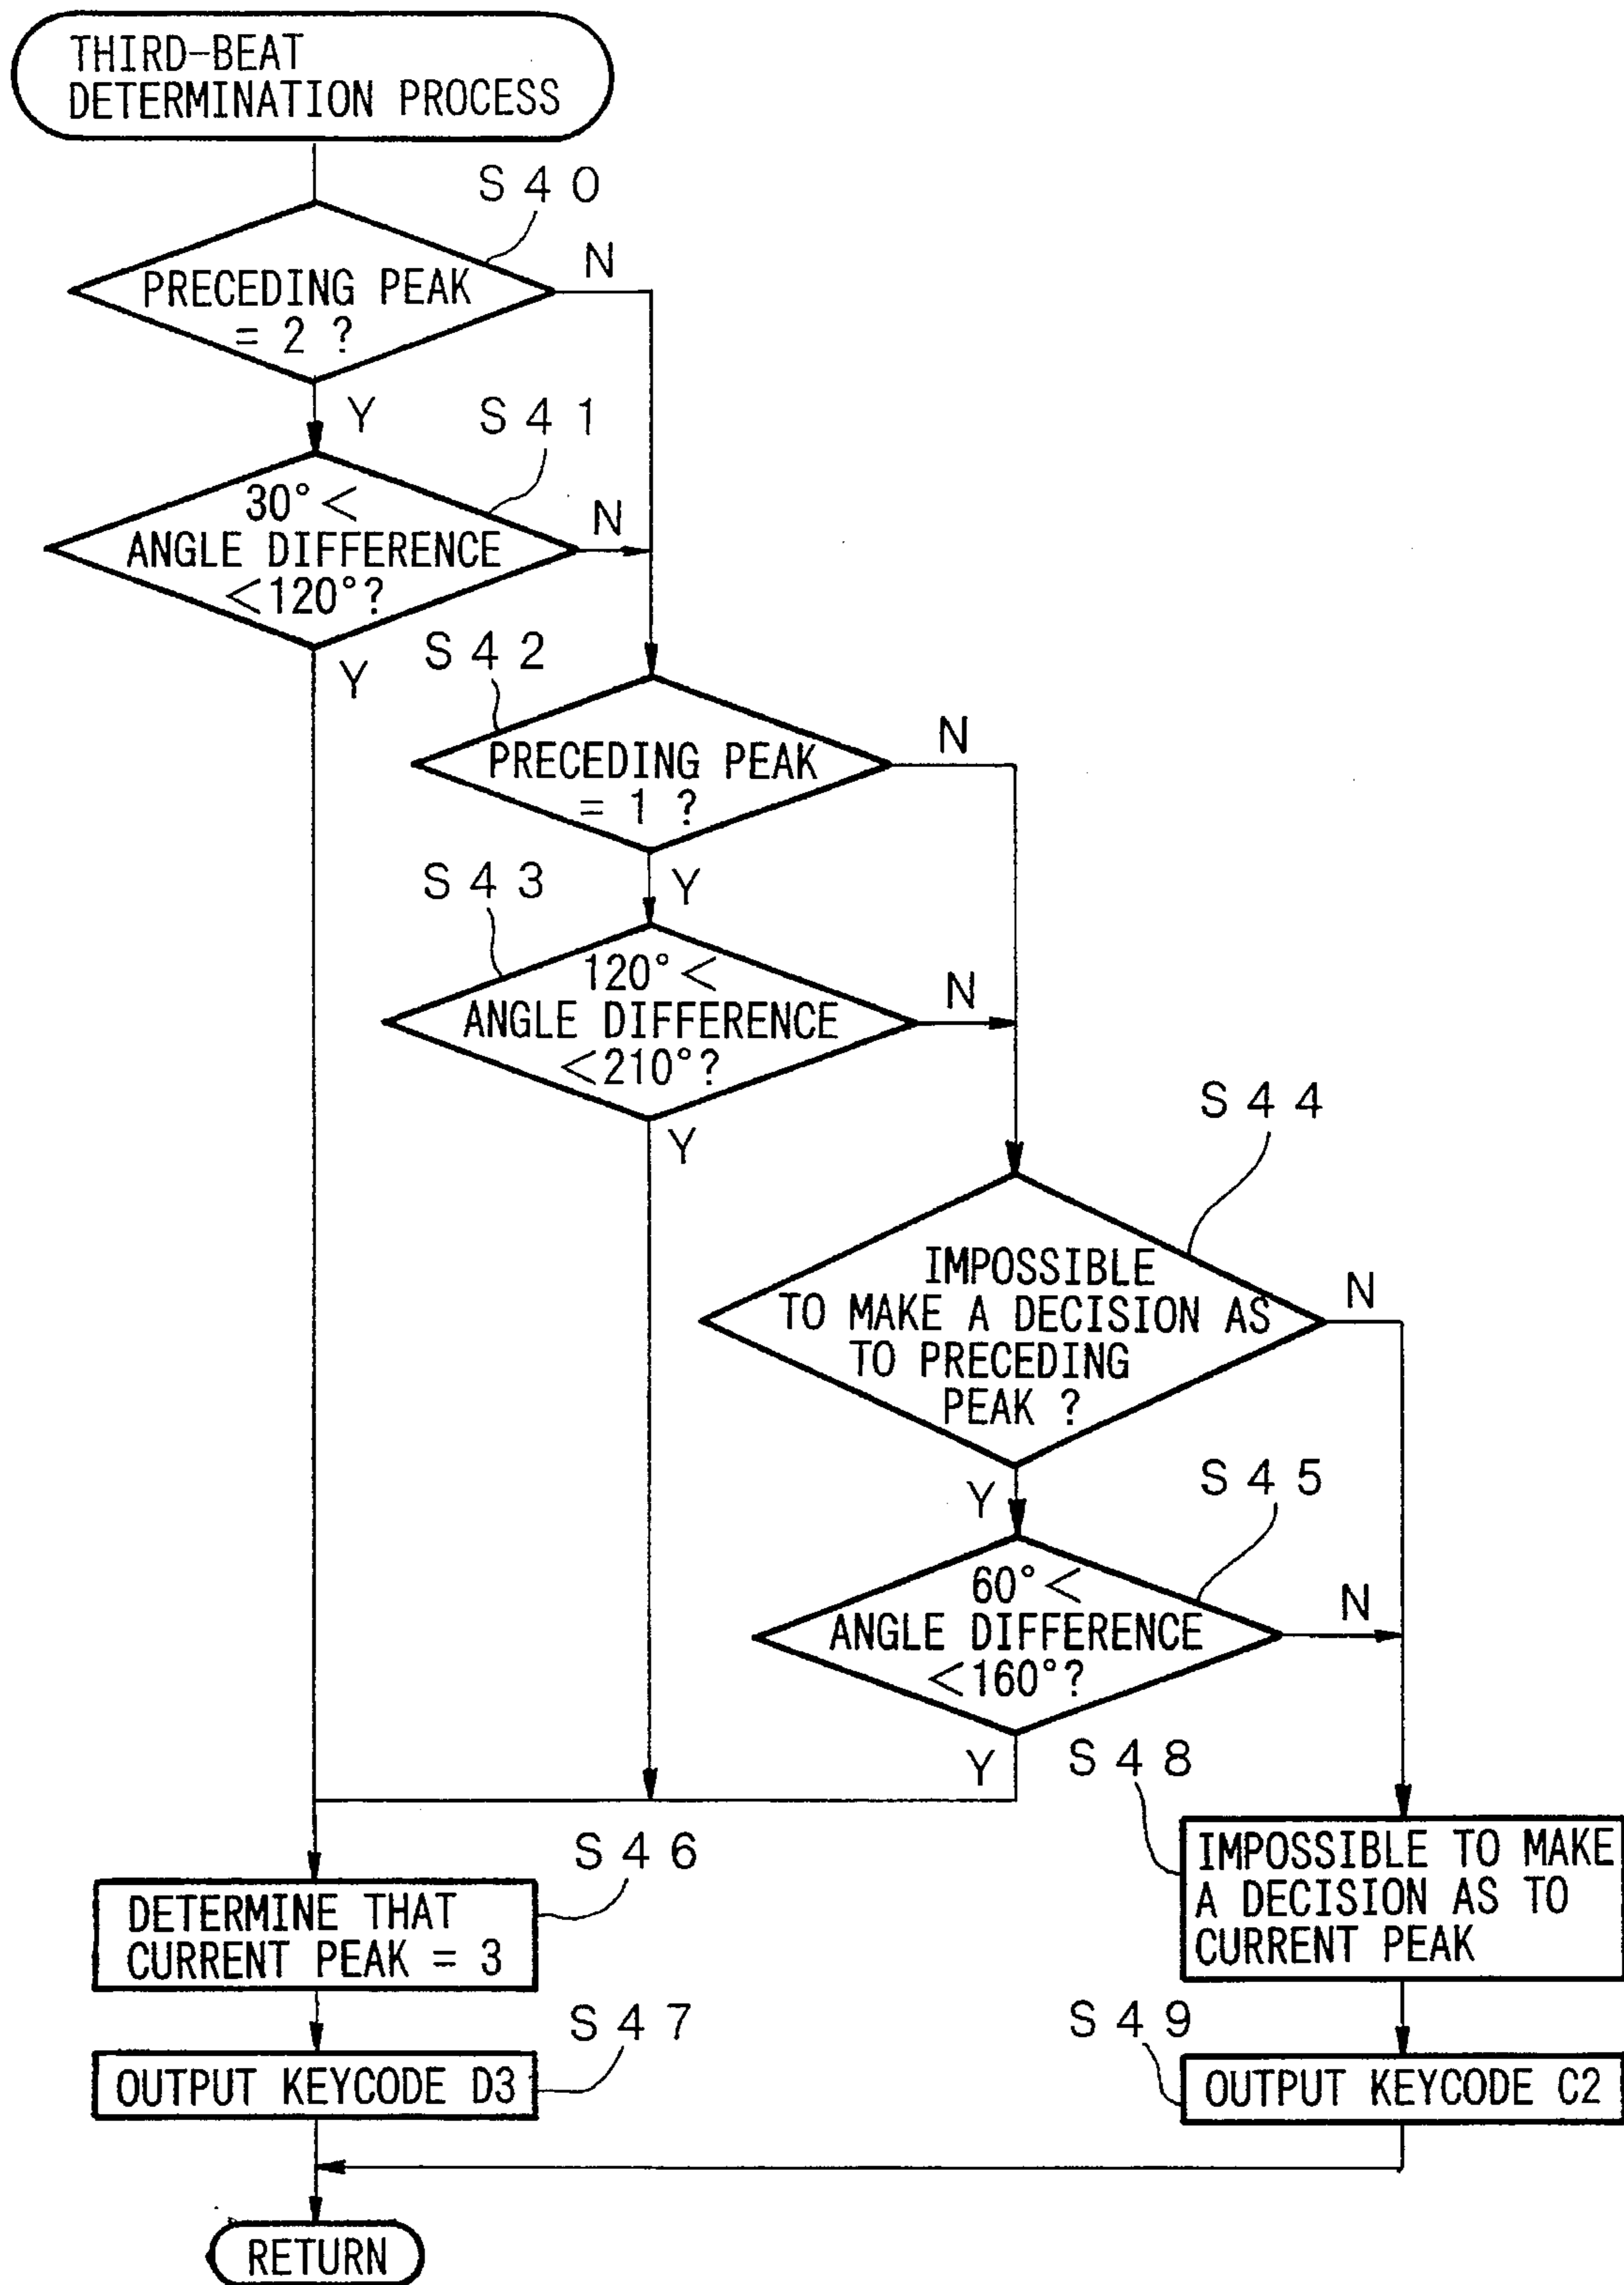 THIRD-BEAT
DETERMINATION PROCESS
S40
PRECEDING PEAK
= 2 ?
N
Y
S41
30° <
ANGLE DIFFERENCE
<120°?
N
Y
S42
PRECEDING PEAK
= 1 ?
N
Y
S43
120° <
ANGLE DIFFERENCE
<210°?
N
Y
S44
IMPOSSIBLE
TO MAKE A DECISION AS
TO PRECEDING
PEAK ?
N
Y
S45
60° <
ANGLE DIFFERENCE
<160°?
N
Y
S48
IMPOSSIBLE TO MAKE
A DECISION AS TO
CURRENT PEAK
S46
DETERMINE THAT
CURRENT PEAK = 3
S47
OUTPUT KEYCODE D3
S49
OUTPUT KEYCODE C2
RETURN